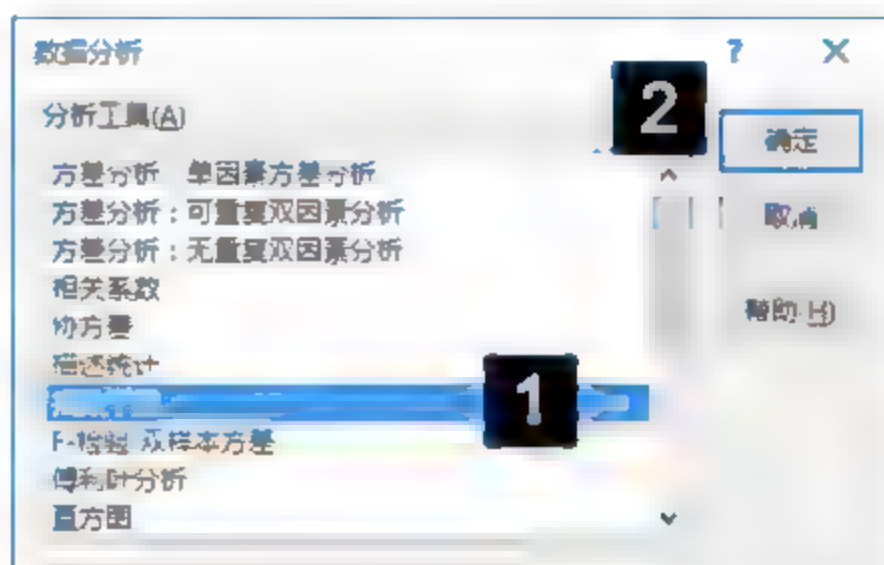 数据分析
?
×
分析工具(A)
2
确定
方差分析：单因素方差分析
方差分析：可重复双因素分析
取消
方差分析：无重复双因素分析
相关系数
帮助(H)
协方差
描述统计
1
F-检验 双样本方差
傅利叶分析
直方图